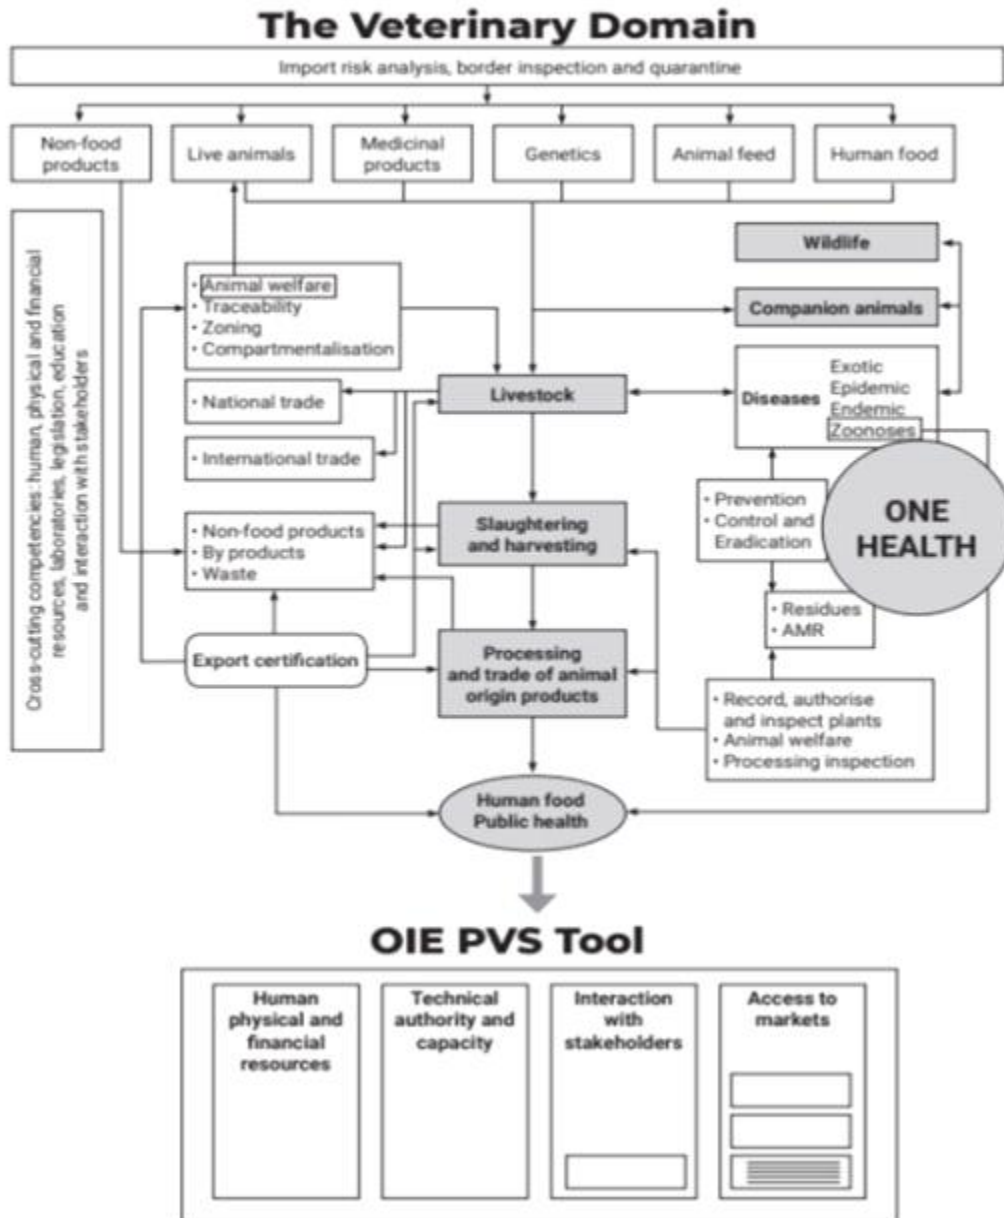 The Veterinary Domain
Import risk analysis, border inspection and quarantine
Non-food
products
Live animals
Medicinal
products
Genetics
Animal feed
Human food
Cross-cutting competencies: human, physical and financial
resources, laboratories, legislation, education
and interaction with stakeholders
• Animal welfare
• Traceability
• Zoning
• Compartmentalisation
Wildlife
Companion animals
• National trade
• International trade
Livestock
Diseases
Exotic
Epidemic
Endemic
Zoonoses
• Prevention
• Control and
Eradication
ONE
HEALTH
• Non-food products
• By products
• Waste
Slaughtering
and harvesting
• Residues
• AMR
Export certification
Processing
and trade of animal
origin products
• Record, authorise
and inspect plants
• Animal welfare
• Processing inspection
Human food
Public health
OIE PVS Tool
Human
physical and
financial
resources
Technical
authority and
capacity
Interaction
with
stakeholders
Access to
markets